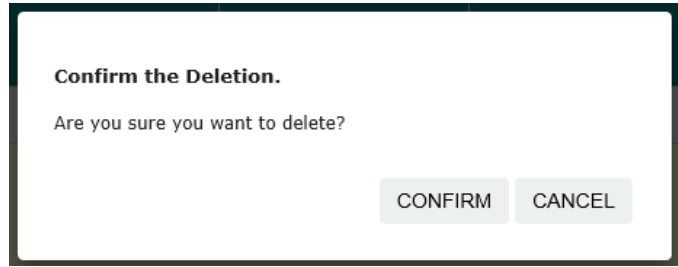 Confirm the Deletion.
Are you sure you want to delete?
CONFIRM CANCEL